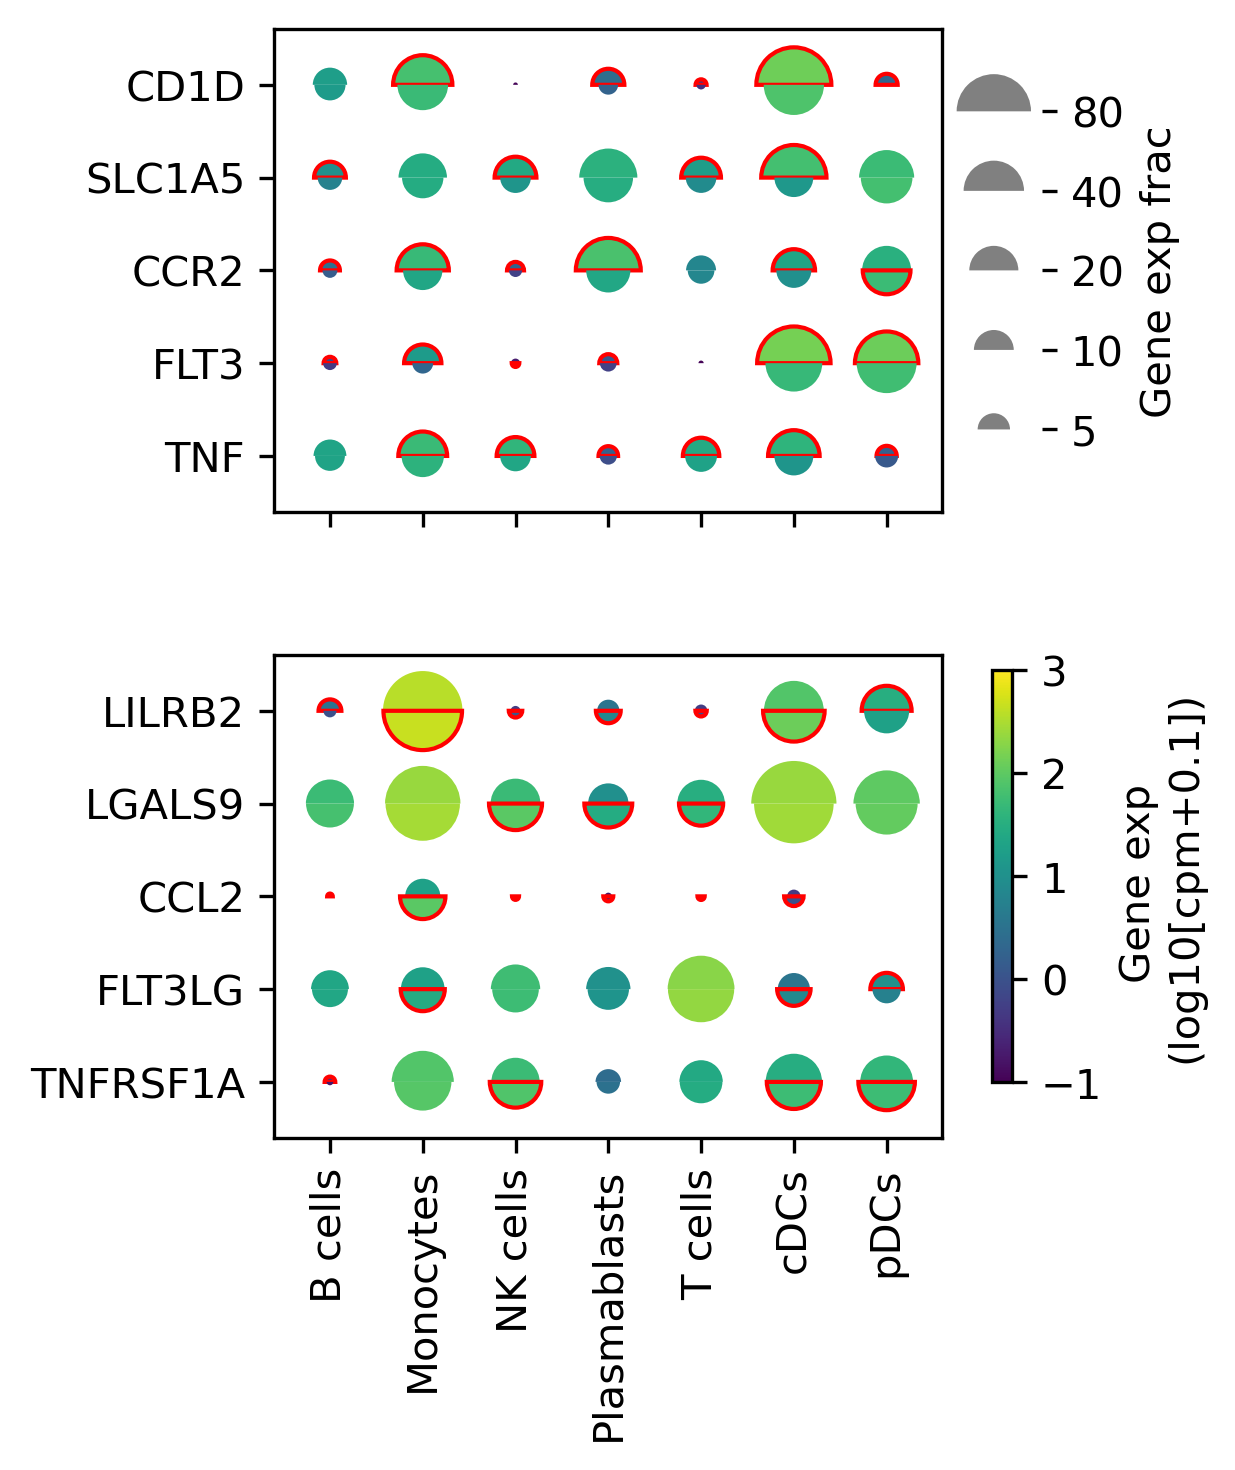 CD1D
SLC1A5
CCR2
FLT3
TNF
80
40
20
10
5
Gene exp frac
LILRB2
LGALS9
CCL2
FLT3LG
TNFRSF1A
3
2
1
0
−1
Gene exp
(log10[cpm+0.1])
B cells
Monocytes
NK cells
Plasmablasts
T cells
cDCs
pDCs